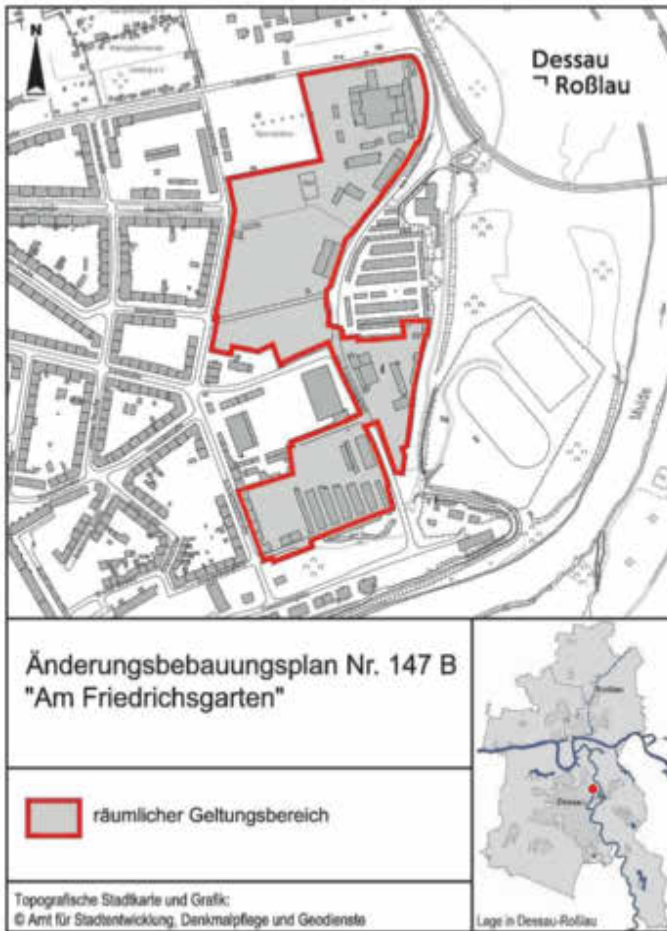 N
Dessau
Roßlau
Mulde
Änderungsbebauungsplan Nr. 147 B
"Am Friedrichsgarten"
räumlicher Geltungsbereich
Topografische Stadtkarte und Grafik:
© Amt für Stadtentwicklung, Denkmalpflege und Geodienste
Roßlau
Dessau
Lage in Dessau-Roßlau